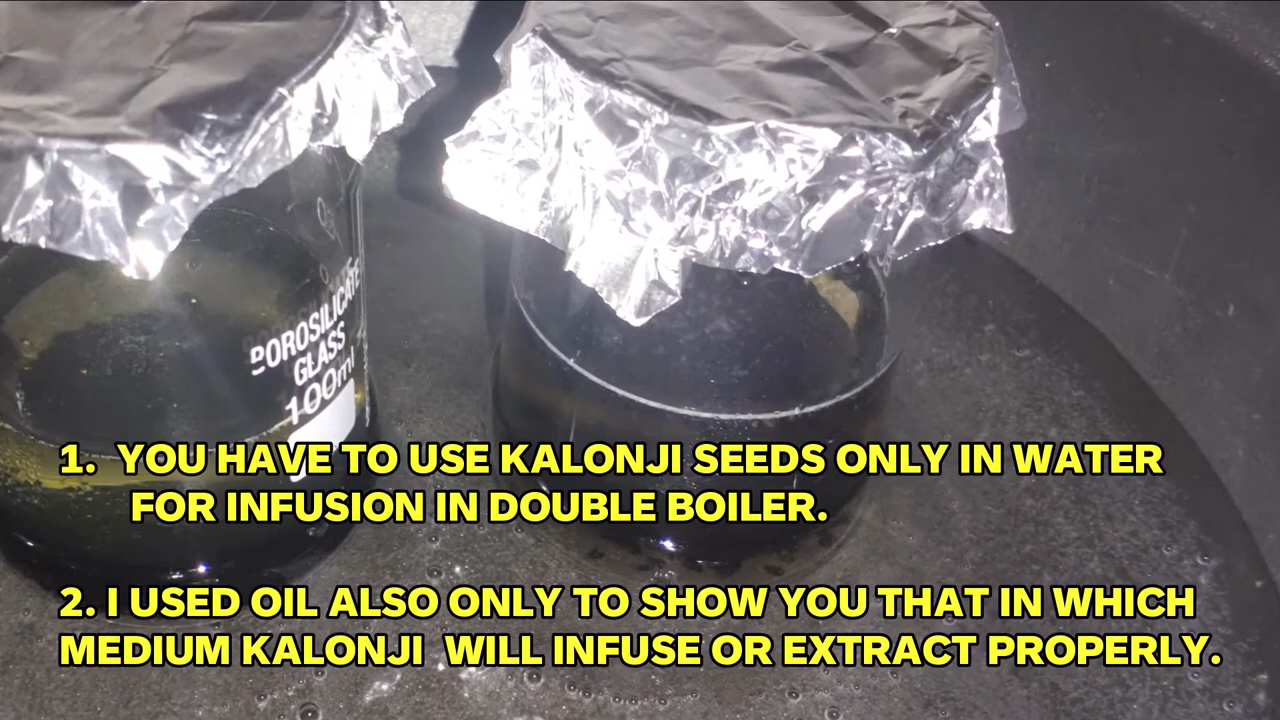 BOROSILICATE
GLASS
100ml
1. YOU HAVE TO USE KALONJI SEEDS ONLY IN WATER
FOR INFUSION IN DOUBLE BOILER.
2. I USED OIL ALSO ONLY TO SHOW YOU THAT IN WHICH
MEDIUM KALONJI WILL INFUSE OR EXTRACT PROPERLY.